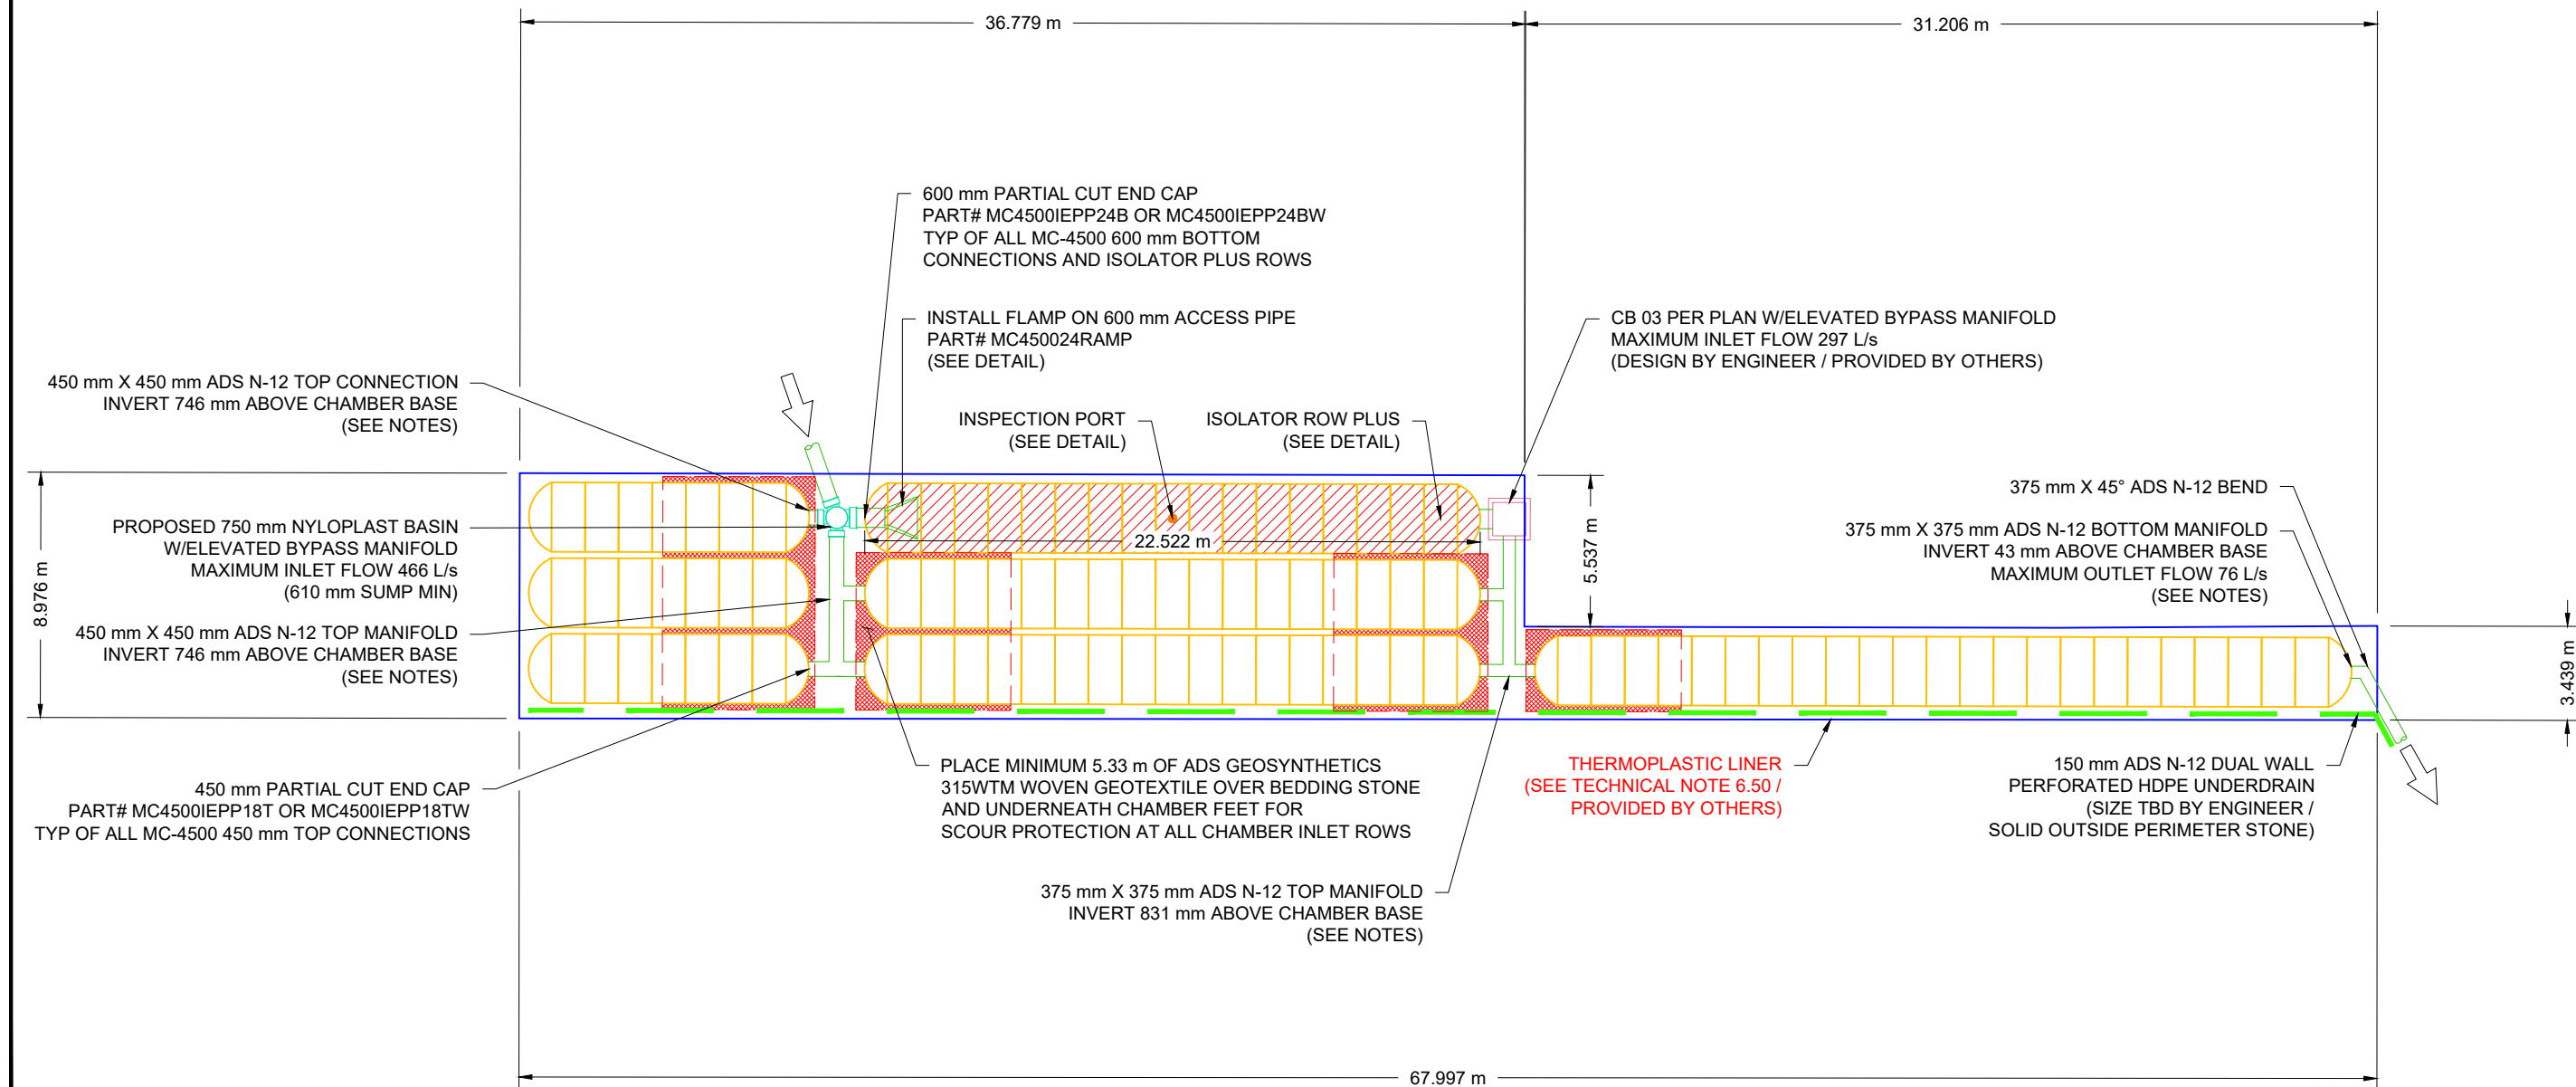 36.779 m
31.206 m
600 mm PARTIAL CUT END CAP
PART# MC4500IEPP24B OR MC4500IEPP24BW
TYP OF ALL MC-4500 600 mm BOTTOM
CONNECTIONS AND ISOLATOR PLUS ROWS
INSTALL FLAMP ON 600 mm ACCESS PIPE
PART# MC450024RAMP
(SEE DETAIL)
CB 03 PER PLAN W/ELEVATED BYPASS MANIFOLD
MAXIMUM INLET FLOW 297 L/s
(DESIGN BY ENGINEER / PROVIDED BY OTHERS)
450 mm X 450 mm ADS N-12 TOP CONNECTION
INVERT 746 mm ABOVE CHAMBER BASE
(SEE NOTES)
INSPECTION PORT
(SEE DETAIL)
ISOLATOR ROW PLUS
(SEE DETAIL)
375 mm X 45° ADS N-12 BEND
PROPOSED 750 mm NYLOPLAST BASIN
W/ELEVATED BYPASS MANIFOLD
MAXIMUM INLET FLOW 466 L/s
(610 mm SUMP MIN)
375 mm X 375 mm ADS N-12 BOTTOM MANIFOLD
INVERT 43 mm ABOVE CHAMBER BASE
MAXIMUM OUTLET FLOW 76 L/s
(SEE NOTES)
22.522 m
5.537 m
8.976 m
3.439 m
450 mm X 450 mm ADS N-12 TOP MANIFOLD
INVERT 746 mm ABOVE CHAMBER BASE
(SEE NOTES)
450 mm PARTIAL CUT END CAP
PART# MC4500IEPP18T OR MC4500IEPP18TW
TYP OF ALL MC-4500 450 mm TOP CONNECTIONS
PLACE MINIMUM 5.33 m OF ADS GEOSYNTHETICS
315WTM WOVEN GEOTEXTILE OVER BEDDING STONE
AND UNDERNEATH CHAMBER FEET FOR
SCOUR PROTECTION AT ALL CHAMBER INLET ROWS
THERMOPLASTIC LINER
(SEE TECHNICAL NOTE 6.50 /
PROVIDED BY OTHERS)
150 mm ADS N-12 DUAL WALL
PERFORATED HDPE UNDERDRAIN
(SIZE TBD BY ENGINEER /
SOLID OUTSIDE PERIMETER STONE)
375 mm X 375 mm ADS N-12 TOP MANIFOLD
INVERT 831 mm ABOVE CHAMBER BASE
(SEE NOTES)
67.997 m